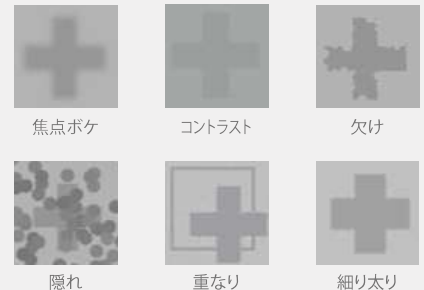 焦点ボケ
コントラスト
欠け
隠れ
重なり
細り太り